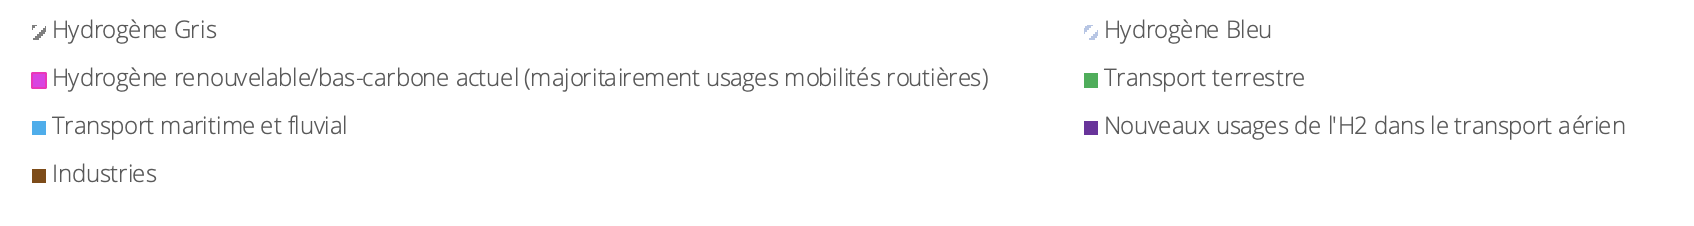 Hydrogène Gris
Hydrogène Bleu
Hydrogène renouvelable/bas-carbone actuel (majoritairement usages mobilités routières)
Transport terrestre
Transport maritime et fluvial
Nouveaux usages de l'H2 dans le transport aérien
Industries